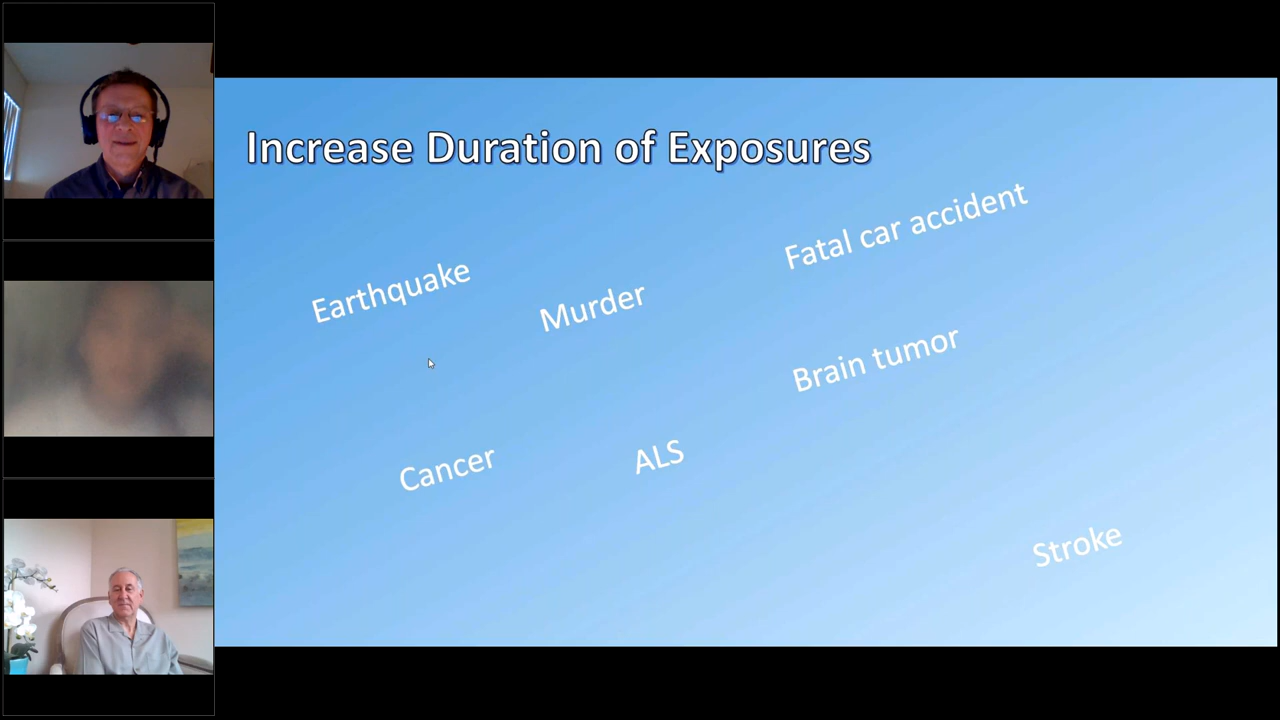 Increase Duration of Exposures
Fatal car accident
Earthquake
Murder
Brain tumor
Cancer
ALS
Stroke